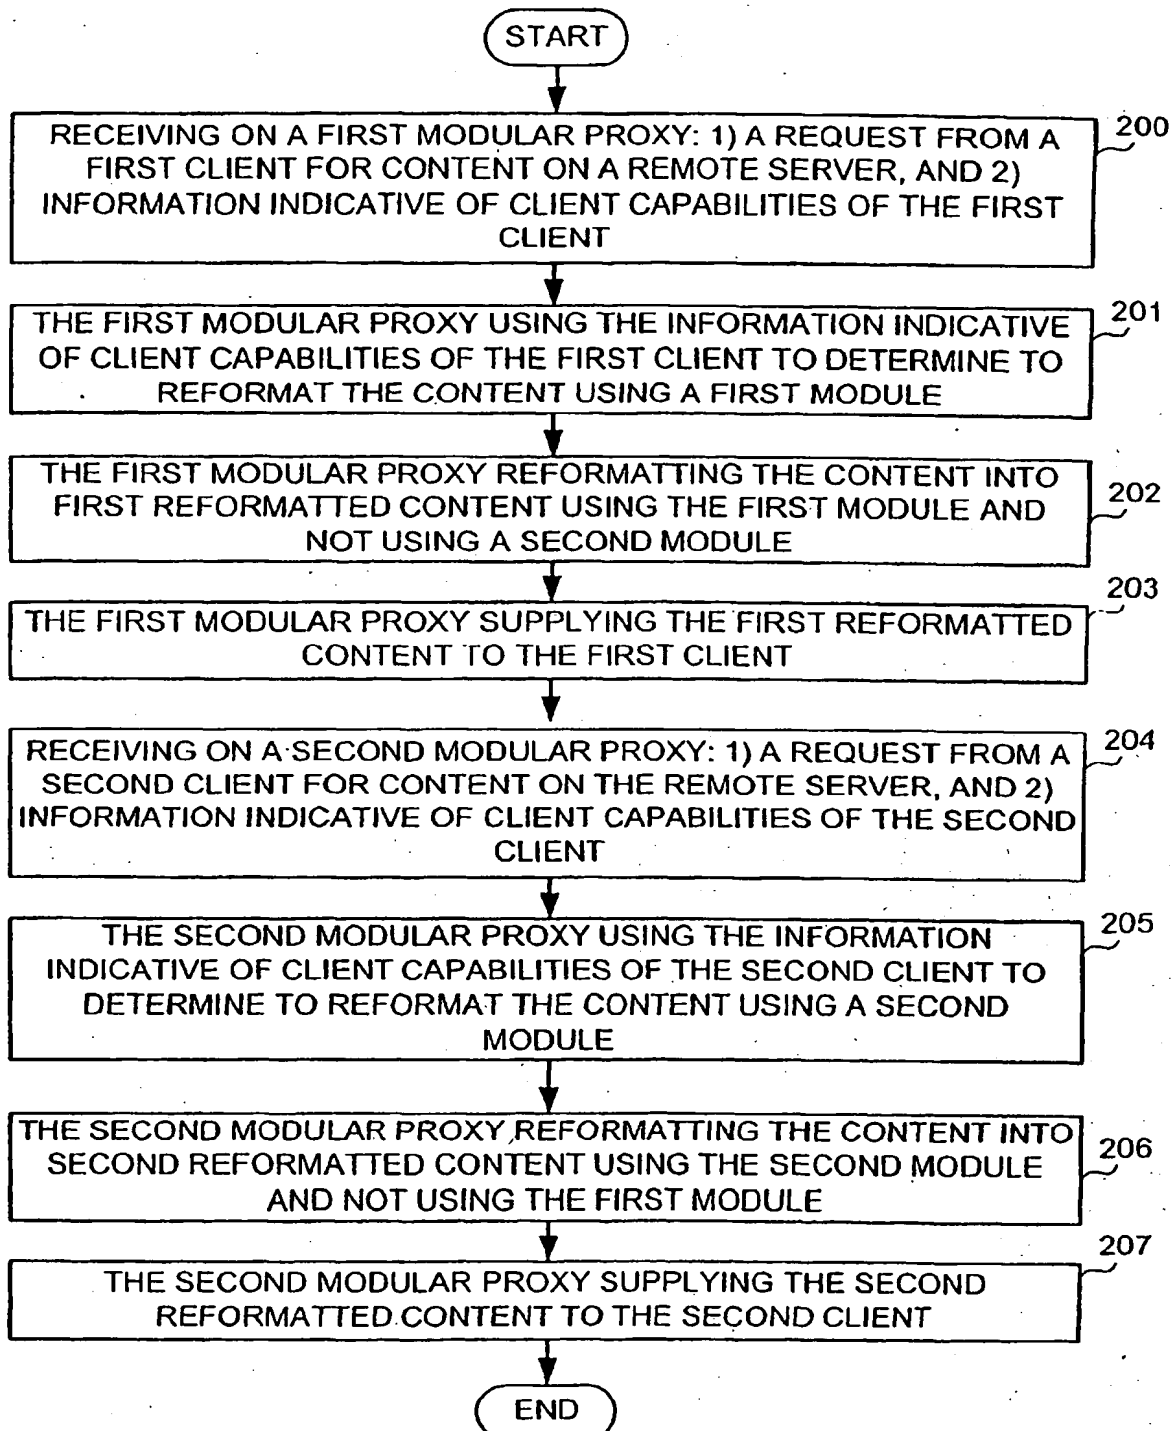 START
RECEIVING ON A FIRST MODULAR PROXY: 1) A REQUEST FROM A
FIRST CLIENT FOR CONTENT ON A REMOTE SERVER, AND 2)
INFORMATION INDICATIVE OF CLIENT CAPABILITIES OF THE FIRST
CLIENT
200
THE FIRST MODULAR PROXY USING THE INFORMATION INDICATIVE
OF CLIENT CAPABILITIES OF THE FIRST CLIENT TO DETERMINE TO
REFORMAT THE CONTENT USING A FIRST MODULE
201
THE FIRST MODULAR PROXY REFORMATTING THE CONTENT INTO
FIRST REFORMATTED CONTENT USING THE FIRST MODULE AND
NOT USING A SECOND MODULE
202
THE FIRST MODULAR PROXY SUPPLYING THE FIRST REFORMATTED
CONTENT TO THE FIRST CLIENT
203
RECEIVING ON A SECOND MODULAR PROXY: 1) A REQUEST FROM A
SECOND CLIENT FOR CONTENT ON THE REMOTE SERVER, AND 2)
INFORMATION INDICATIVE OF CLIENT CAPABILITIES OF THE SECOND
CLIENT
204
THE SECOND MODULAR PROXY USING THE INFORMATION
INDICATIVE OF CLIENT CAPABILITIES OF THE SECOND CLIENT TO
DETERMINE TO REFORMAT THE CONTENT USING A SECOND
MODULE
205
THE SECOND MODULAR PROXY REFORMATTING THE CONTENT INTO
SECOND REFORMATTED CONTENT USING THE SECOND MODULE
AND NOT USING THE FIRST MODULE
206
THE SECOND MODULAR PROXY SUPPLYING THE SECOND
REFORMATTED CONTENT TO THE SECOND CLIENT
207
END